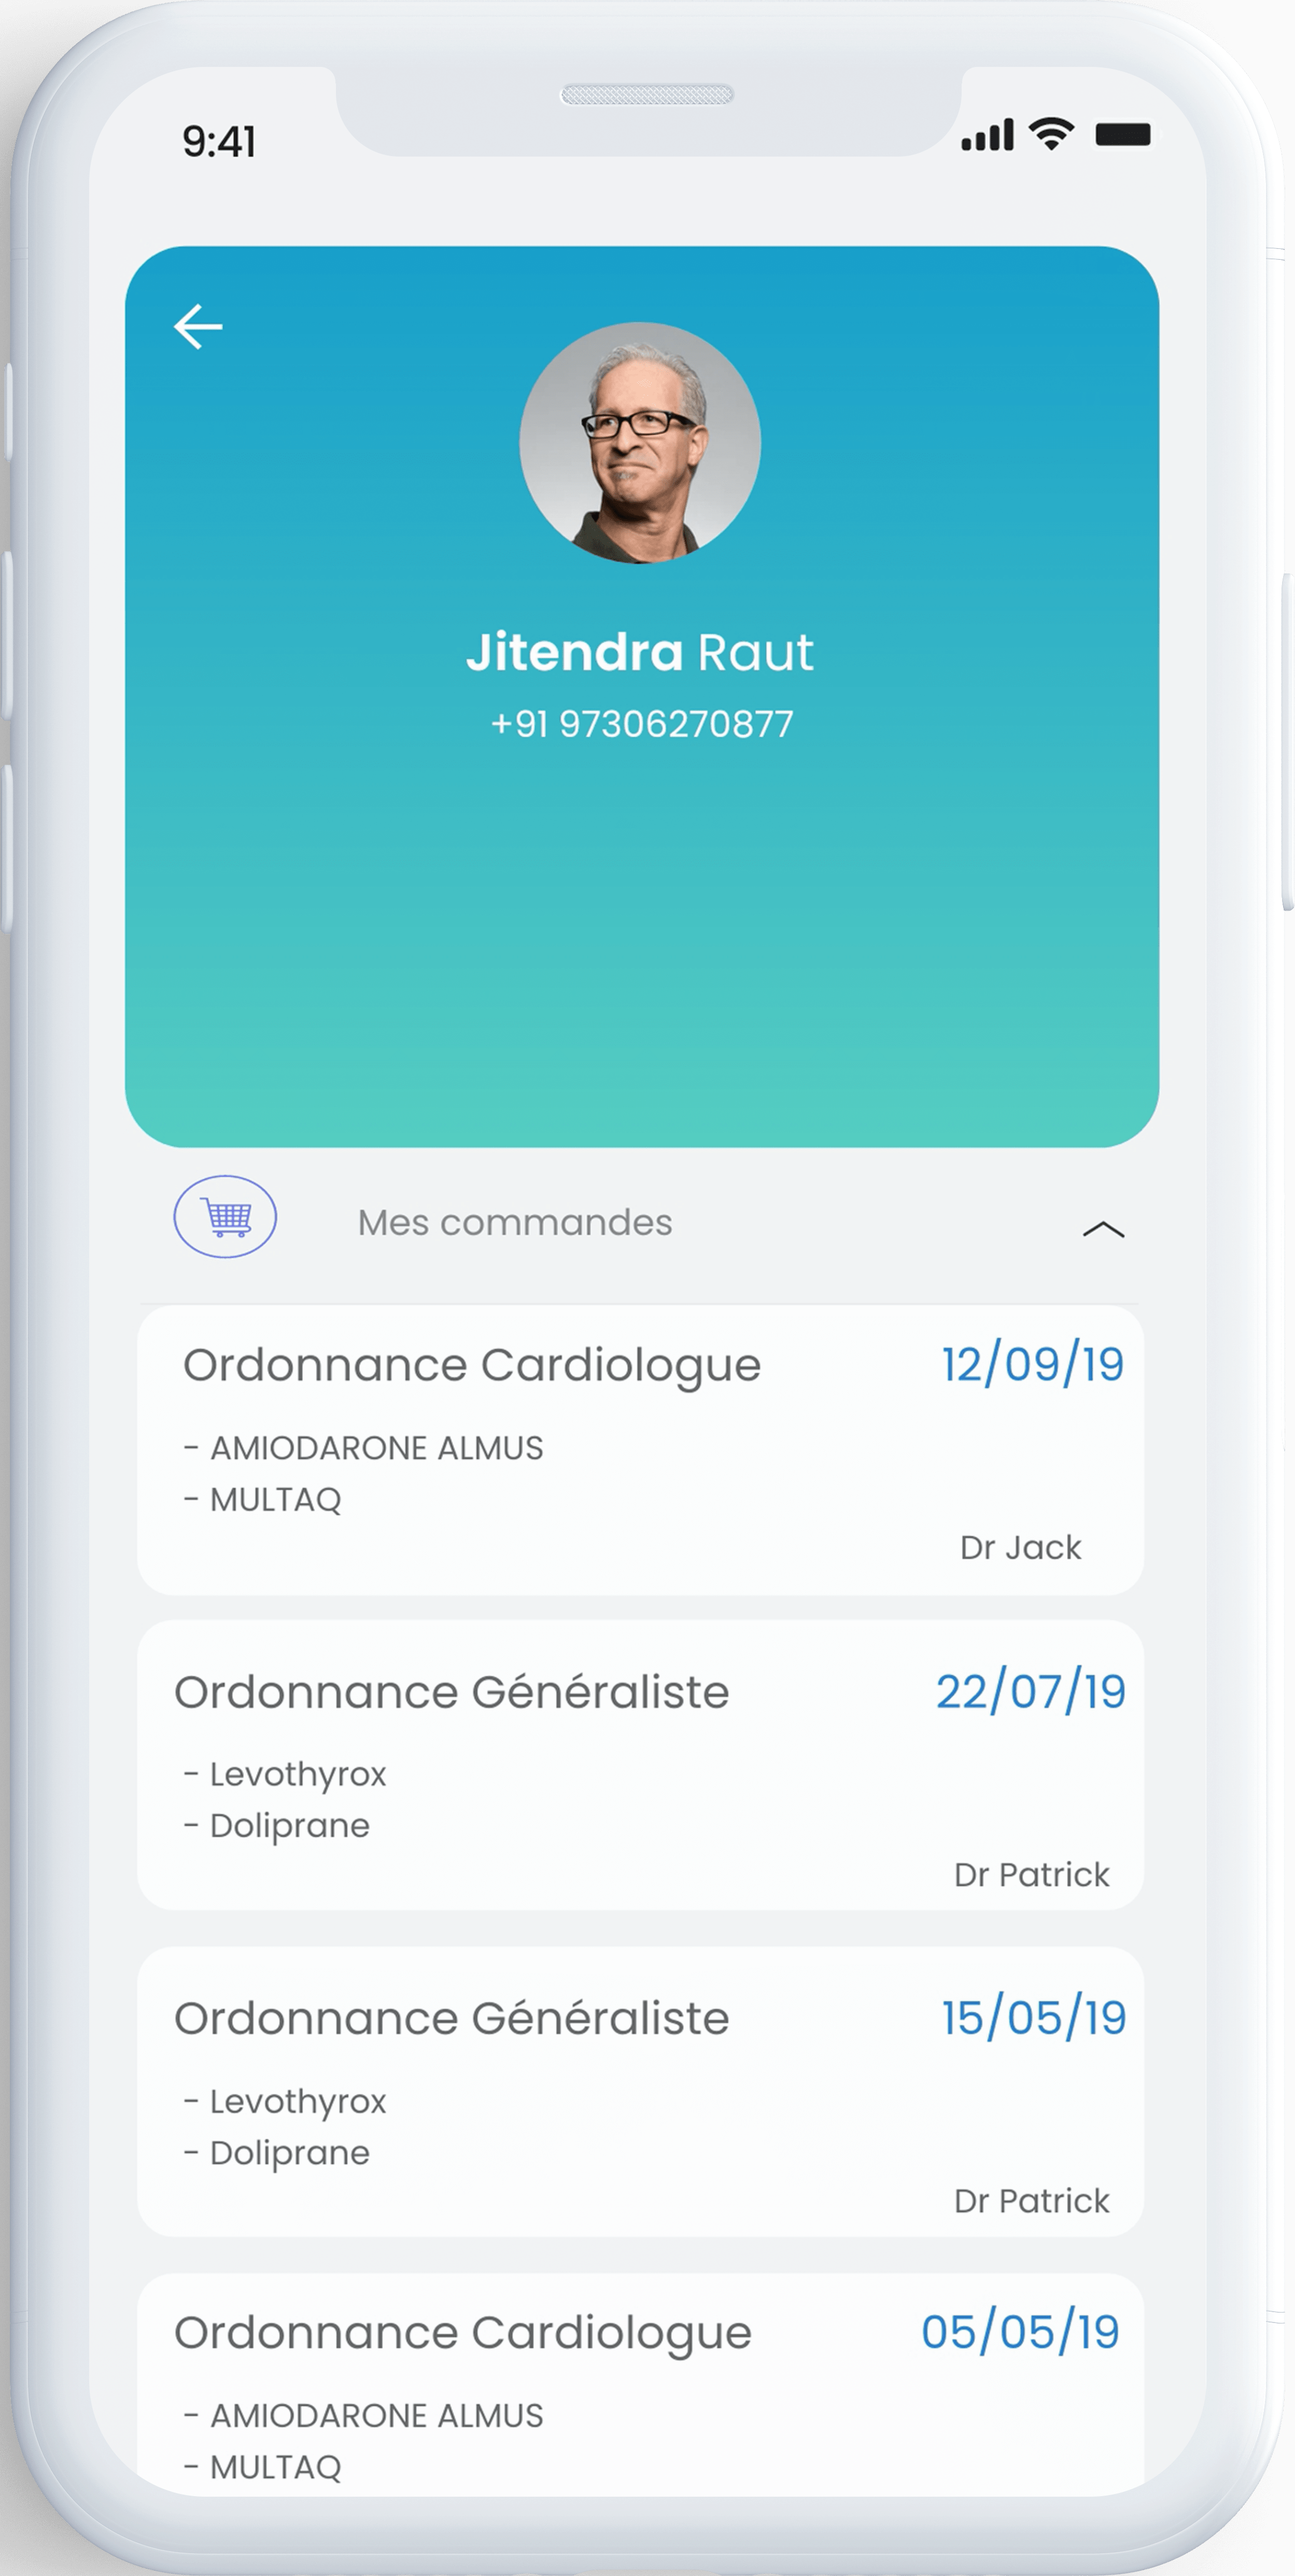 9:41
Jitendra Raut
+91 97306270877
Mes commandes
Ordonnance Cardiologue 12/09/19
- AMIODARONE ALMUS
- MULTAQ
Dr Jack
Ordonnance Généraliste 22/07/19
- Levothyrox
- Doliprane
Dr Patrick
Ordonnance Généraliste 15/05/19
- Levothyrox
- Doliprane
Dr Patrick
Ordonnance Cardiologue 05/05/19
- AMIODARONE ALMUS
- MULTAQ